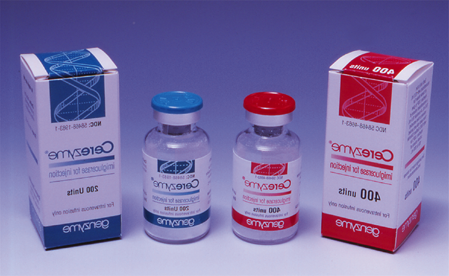 NDC: 58468-1983-1
Cerezyme®
imiglucerase for injection
200 Units
For intravenous infusion only
genzyme
Cerezyme®
imiglucerase for injection
200 Units
genzyme
Cerezyme®
imiglucerase for injection
400 units
genzyme
400 units
NDC 58468-4663-1
Cerezyme®
imiglucerase for injection
400 units
For intravenous infusion only
genzyme